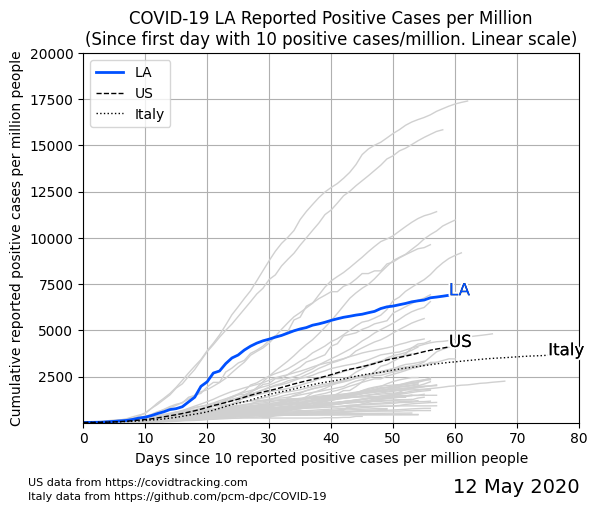 COVID-19 LA Reported Positive Cases per Million
(Since first day with 10 positive cases/million. Linear scale)
Cumulative reported positive cases per million people
20000
17500
15000
12500
10000
7500
5000
2500
LA
US
Italy
LA
US
Italy
0 10 20 30 40 50 60 70 80
Days since 10 reported positive cases per million people
US data from https://covidtracking.com
Italy data from https://github.com/pcm-dpc/COVID-19
12 May 2020